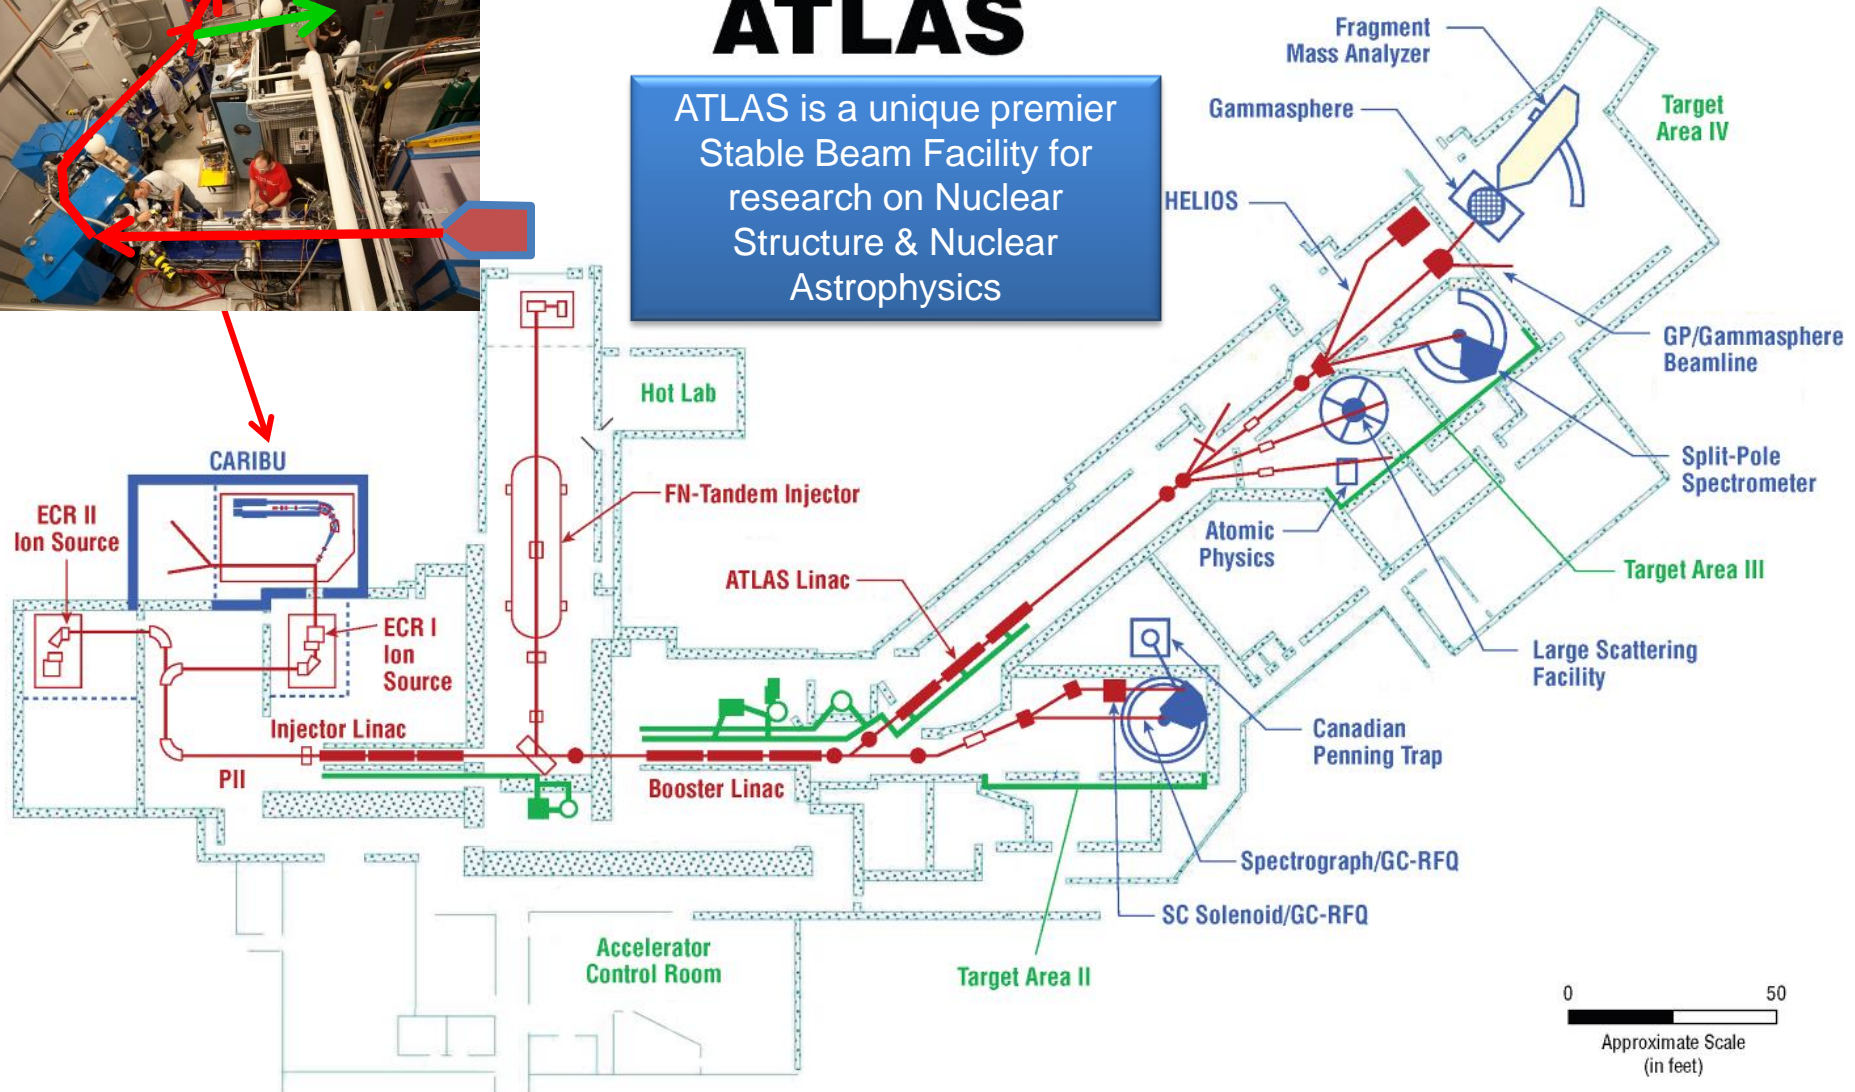 ATLAS
ATLAS is a unique premier
Stable Beam Facility for
research on Nuclear
Structure & Nuclear
Astrophysics
Fragment
Mass Analyzer
Gammasphere
Target
Area IV
HELIOS
GP/Gammasphere
Beamline
Hot Lab
CARIBU
Split-Pole
Spectrometer
FN-Tandem Injector
ECR II
Ion Source
Atomic
Physics
ATLAS Linac
Target Area III
ECR I
Ion
Source
Large Scattering
Facility
Injector Linac
Canadian
Penning Trap
PII
Booster Linac
Spectrograph/GC-RFQ
SC Solenoid/GC-RFQ
Accelerator
Control Room
Target Area II
0 50
Approximate Scale
(in feet)